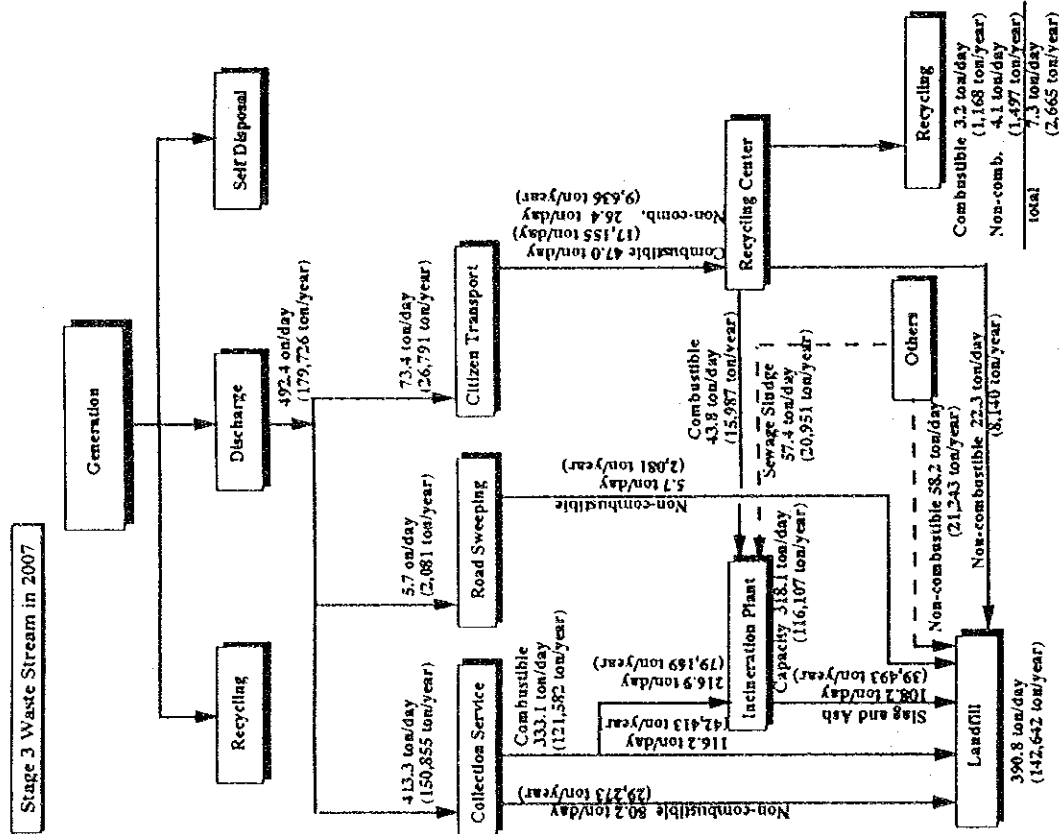 Stage 3 Waste Stream in 2007
Generation
Recycling
Discharge
Self Disposal
492.4 on/day
(179,726 ton/year)
413.3 ton/day
(150,855 ton/year)
5.7 on/day
(2,081 ton/year)
73.4 ton/day
(26,791 ton/year)
Collection Service
Road Sweeping
Citizen Transport
Non-combustible
80.2 ton/day
(29,273 ton/year)
Combustible
333.1 ton/day
(121,582 ton/year)
116.2 ton/day
(42,413 ton/year)
216.9 ton/day
(79,169 ton/year)
Non-combustible
5.7 ton/day
(2,081 ton/year)
Combustible 47.0 ton/day
(17,155 ton/year)
Non-comb. 26.4 ton/day
(9,636 ton/year)
Incineration Plant
Capacity 318.1 ton/day
(116,107 ton/year)
Combustible
43.8 ton/day
(15,987 ton/year)
Sewage Sludge
57.4 ton/day
(20,951 ton/year)
Recycling Center
Slag and Ash
108.2 ton/day
(39,493 ton/year)
Others
Non-combustible 58.2 ton/day
(21,243 ton/year)
Non-combustible 22.3 ton/day
(8,140 ton/year)
Landfill
390.8 ton/day
(142,642 ton/year)
Recycling
Combustible 3.2 ton/day
(1,168 ton/year)
Non-comb. 4.1 ton/day
(1,497 ton/year)
total 7.3 ton/day
(2,665 ton/year)